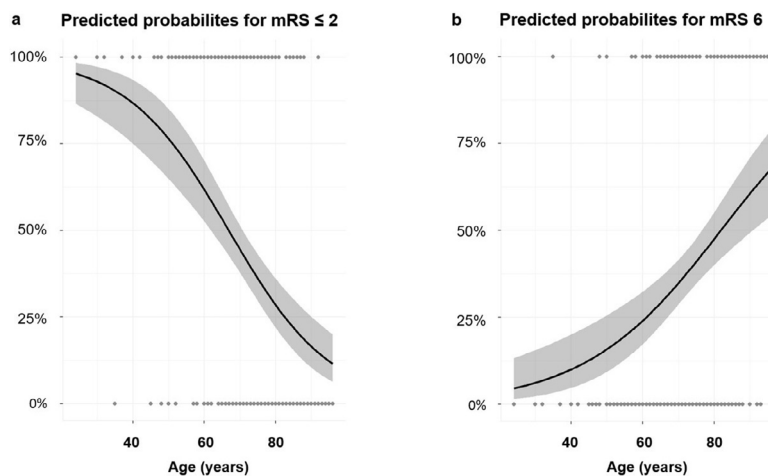 a Predicted probabilites for mRS ≤ 2
100%
75%
50%
25%
0%
40 60 80
Age (years)
b Predicted probabilites for mRS 6
100%
75%
50%
25%
0%
40 60 80
Age (years)